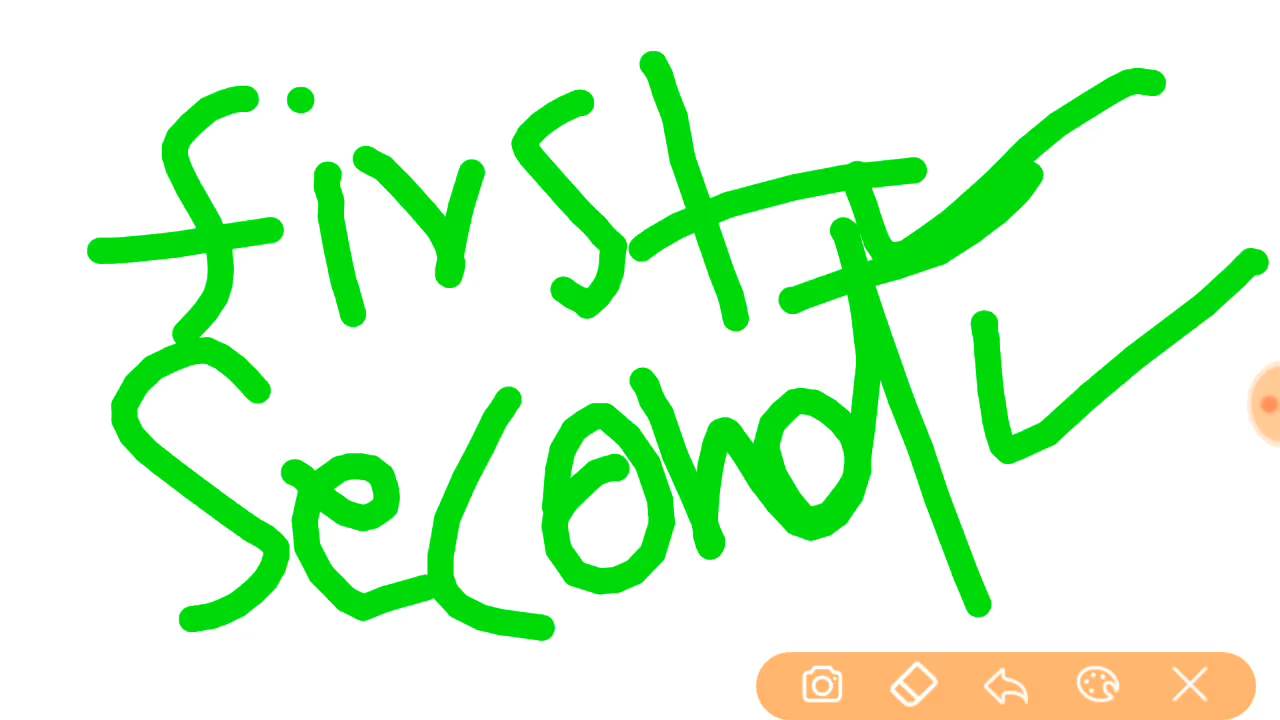 first ✓
Second ✓